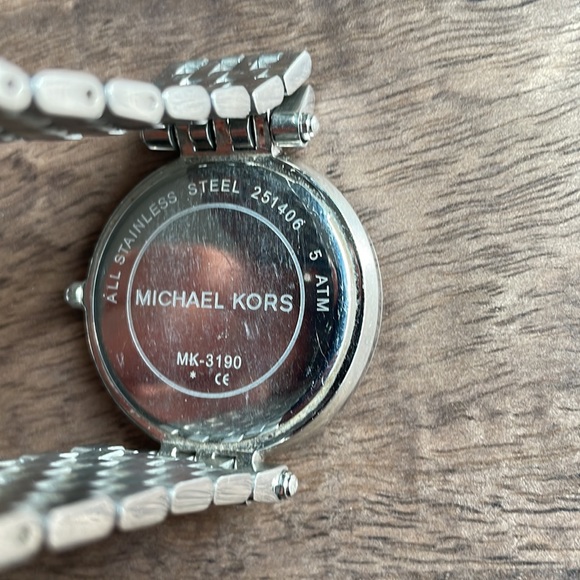 ALL STAINLESS STEEL 251406 5 ATM
MICHAEL KORS
MK-3190
* CE